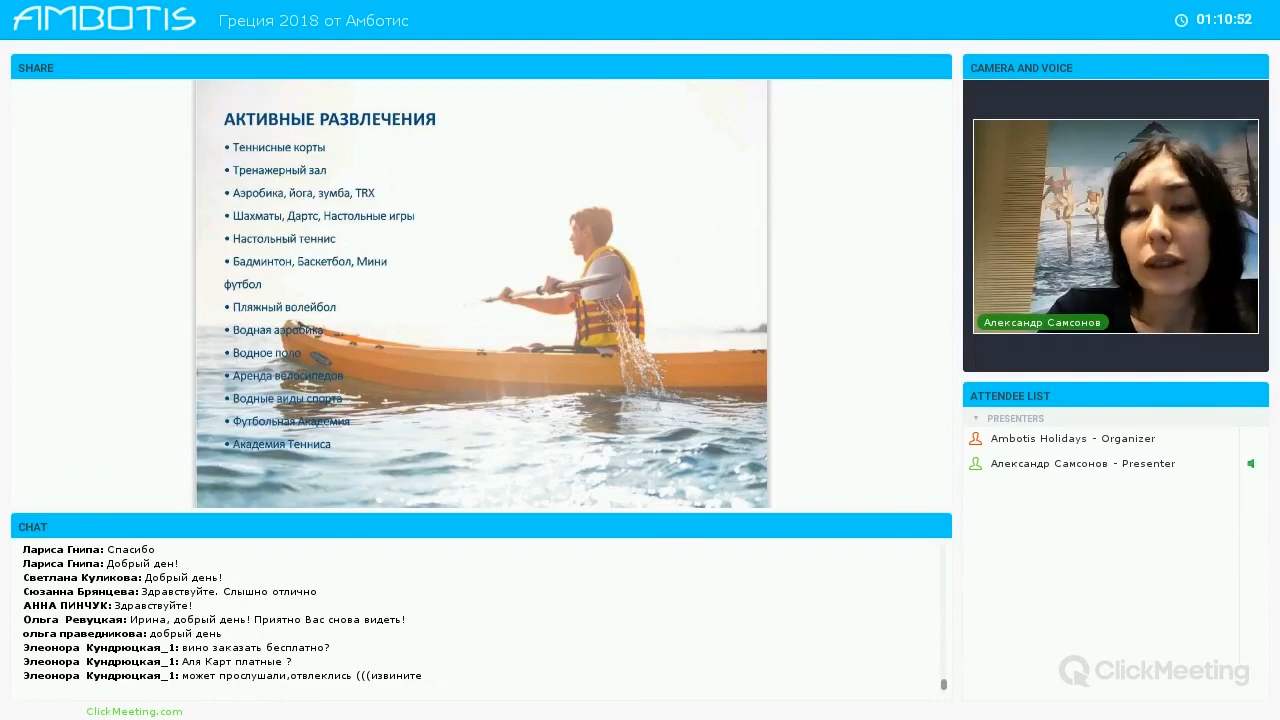 AMBOTIS
Греция 2018 от Амботис
01:10:52
SHARE
АКТИВНЫЕ РАЗВЛЕЧЕНИЯ
• Теннисные корты
• Тренажерный зал
• Аэробика, йога, зумба, TRX
• Шахматы, Дартс, Настольные игры
• Настольный теннис
• Бадминтон, Баскетбол, Мини
футбол
• Пляжный волейбол
• Водная аэробика
• Водное поло
• Аренда велосипедов
• Водные виды спорта
• Футбольная Академия
• Академия Тенниса
CAMERA AND VOICE
Александр Самсонов
ATTENDEE LIST
PRESENTERS
Ambotis Holidays - Organizer
Александр Самсонов - Presenter
CHAT
Лариса Гнипа: Спасибо
Лариса Гнипа: Добрый ден!
Светлана Куликова: Добрый день!
Сюзанна Брянцева: Здравствуйте. Слышно отлично
АННА ПИНЧУК: Здравствуйте!
Ольга Ревуцкая: Ирина, добрый день! Приятно Вас снова видеть!
ольга праведникова: добрый день
Элеонора Кундрюцкая_1: вино заказать бесплатно?
Элеонора Кундрюцкая_1: Аля Карт платные ?
Элеонора Кундрюцкая_1: может прослушали,отвлеклись (((извините
ClickMeeting
ClickMeeting.com